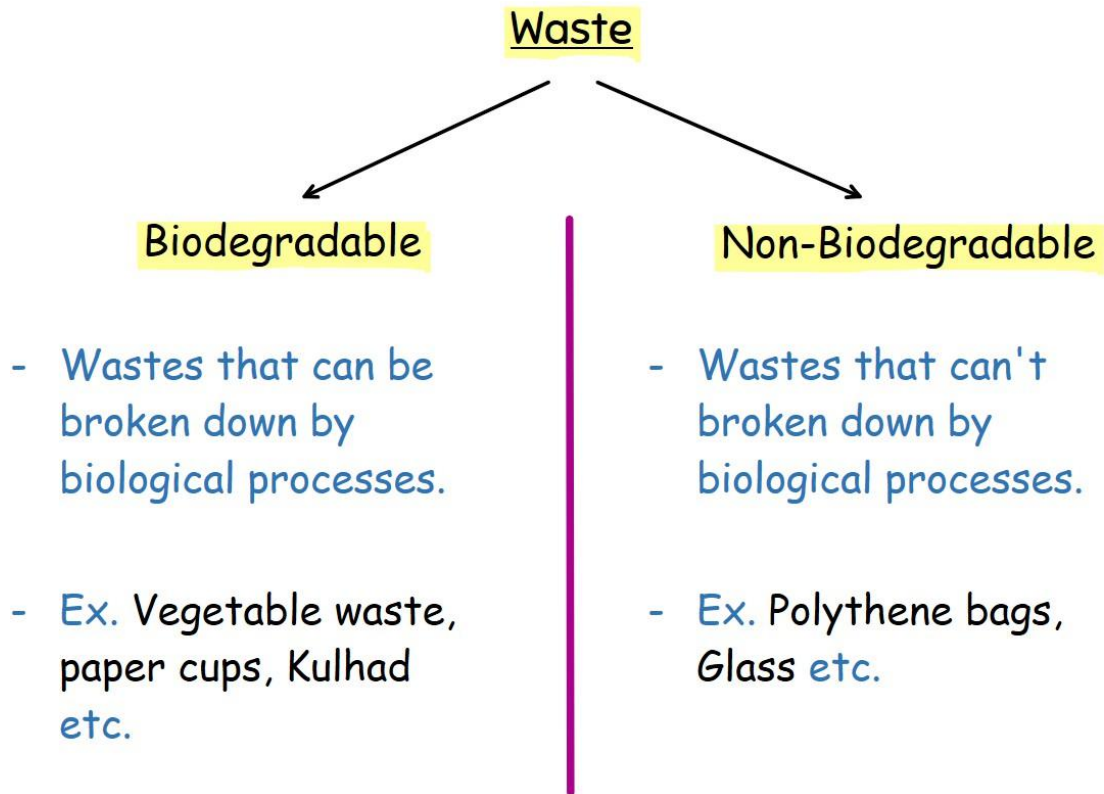 Waste
Biodegradable
- Wastes that can be
broken down by
biological processes.
- Ex. Vegetable waste,
paper cups, Kulhad
etc.
Non-Biodegradable
- Wastes that can't
broken down by
biological processes.
- Ex. Polythene bags,
Glass etc.